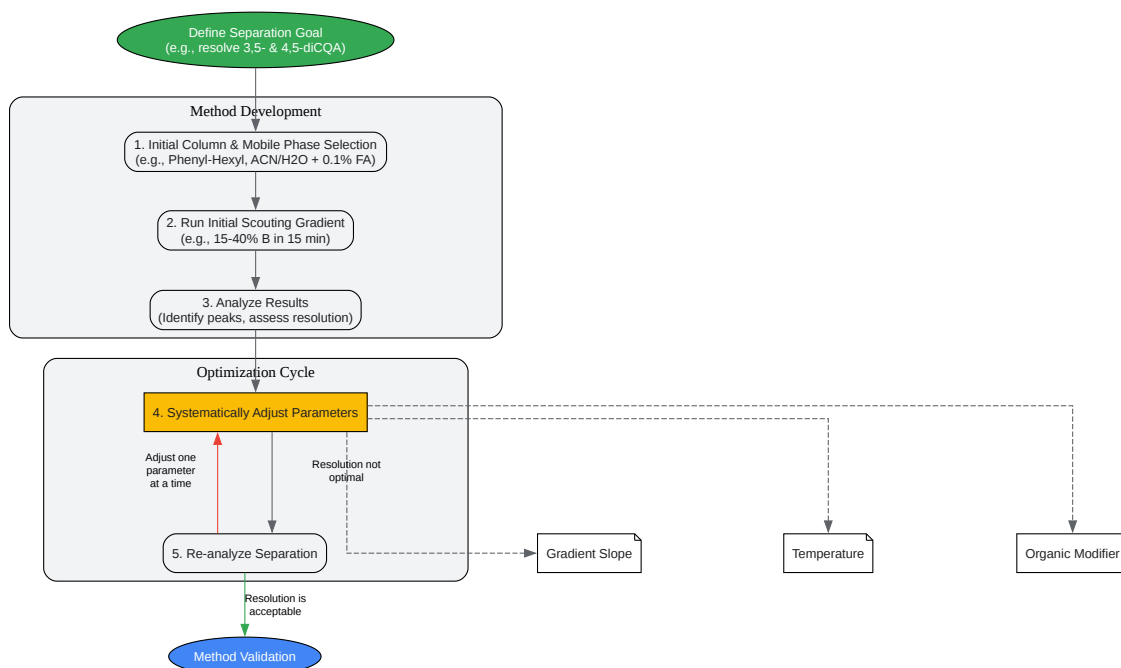 Define Separation Goal
(e.g., resolve 3,5- & 4,5-diCQA)
Method Development
1. Initial Column & Mobile Phase Selection
(e.g., Phenyl-Hexyl, ACN/H2O + 0.1% FA)
2. Run Initial Scouting Gradient
(e.g., 15-40% B in 15 min)
3. Analyze Results
(Identify peaks, assess resolution)
Optimization Cycle
4. Systematically Adjust Parameters
Adjust one
parameter
at a time
Resolution not
optimal
5. Re-analyze Separation
Gradient Slope
Temperature
Organic Modifier
Resolution is
acceptable
Method Validation